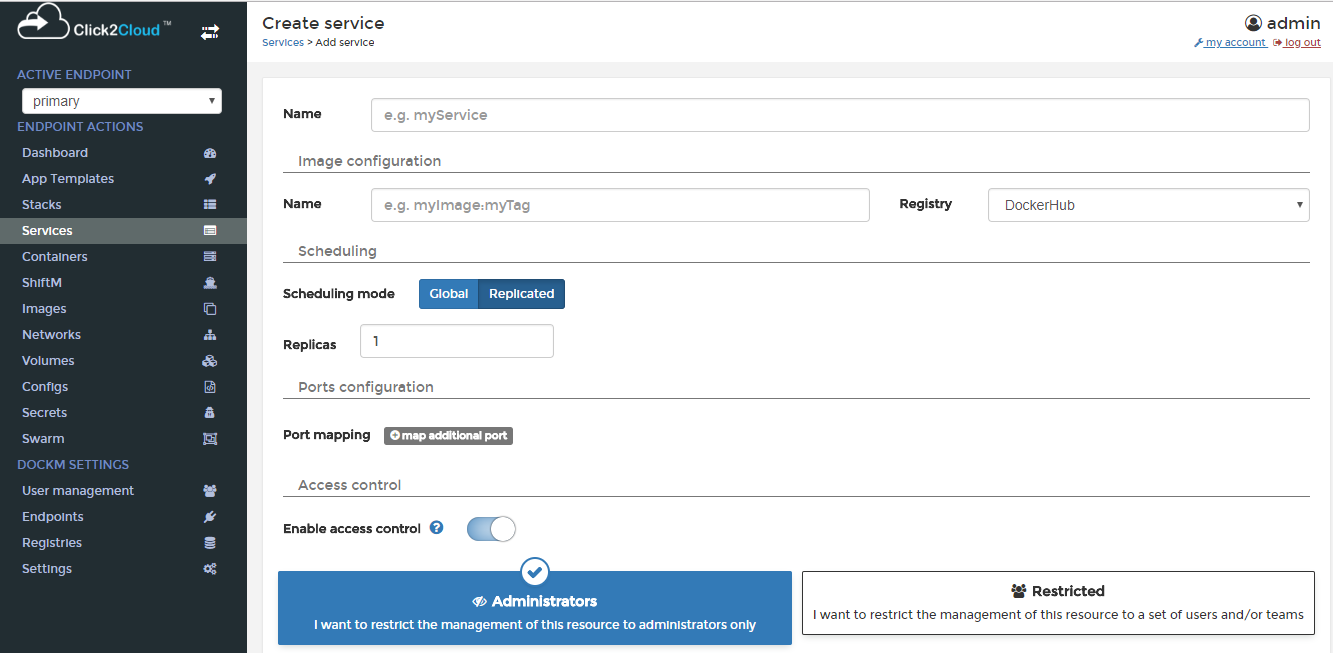 Click2Cloud™
ACTIVE ENDPOINT
primary
ENDPOINT ACTIONS
Dashboard
App Templates
Stacks
Services
Containers
ShiftM
Images
Networks
Volumes
Configs
Secrets
Swarm
DOCKM SETTINGS
User management
Endpoints
Registries
Settings
Create service
Services > Add service
admin
my account log out
Name e.g. myService
Image configuration
Name e.g. myImage:myTag Registry DockerHub
Scheduling
Scheduling mode Global Replicated
Replicas 1
Ports configuration
Port mapping map additional port
Access control
Enable access control ?
Administrators
I want to restrict the management of this resource to administrators only
Restricted
I want to restrict the management of this resource to a set of users and/or teams